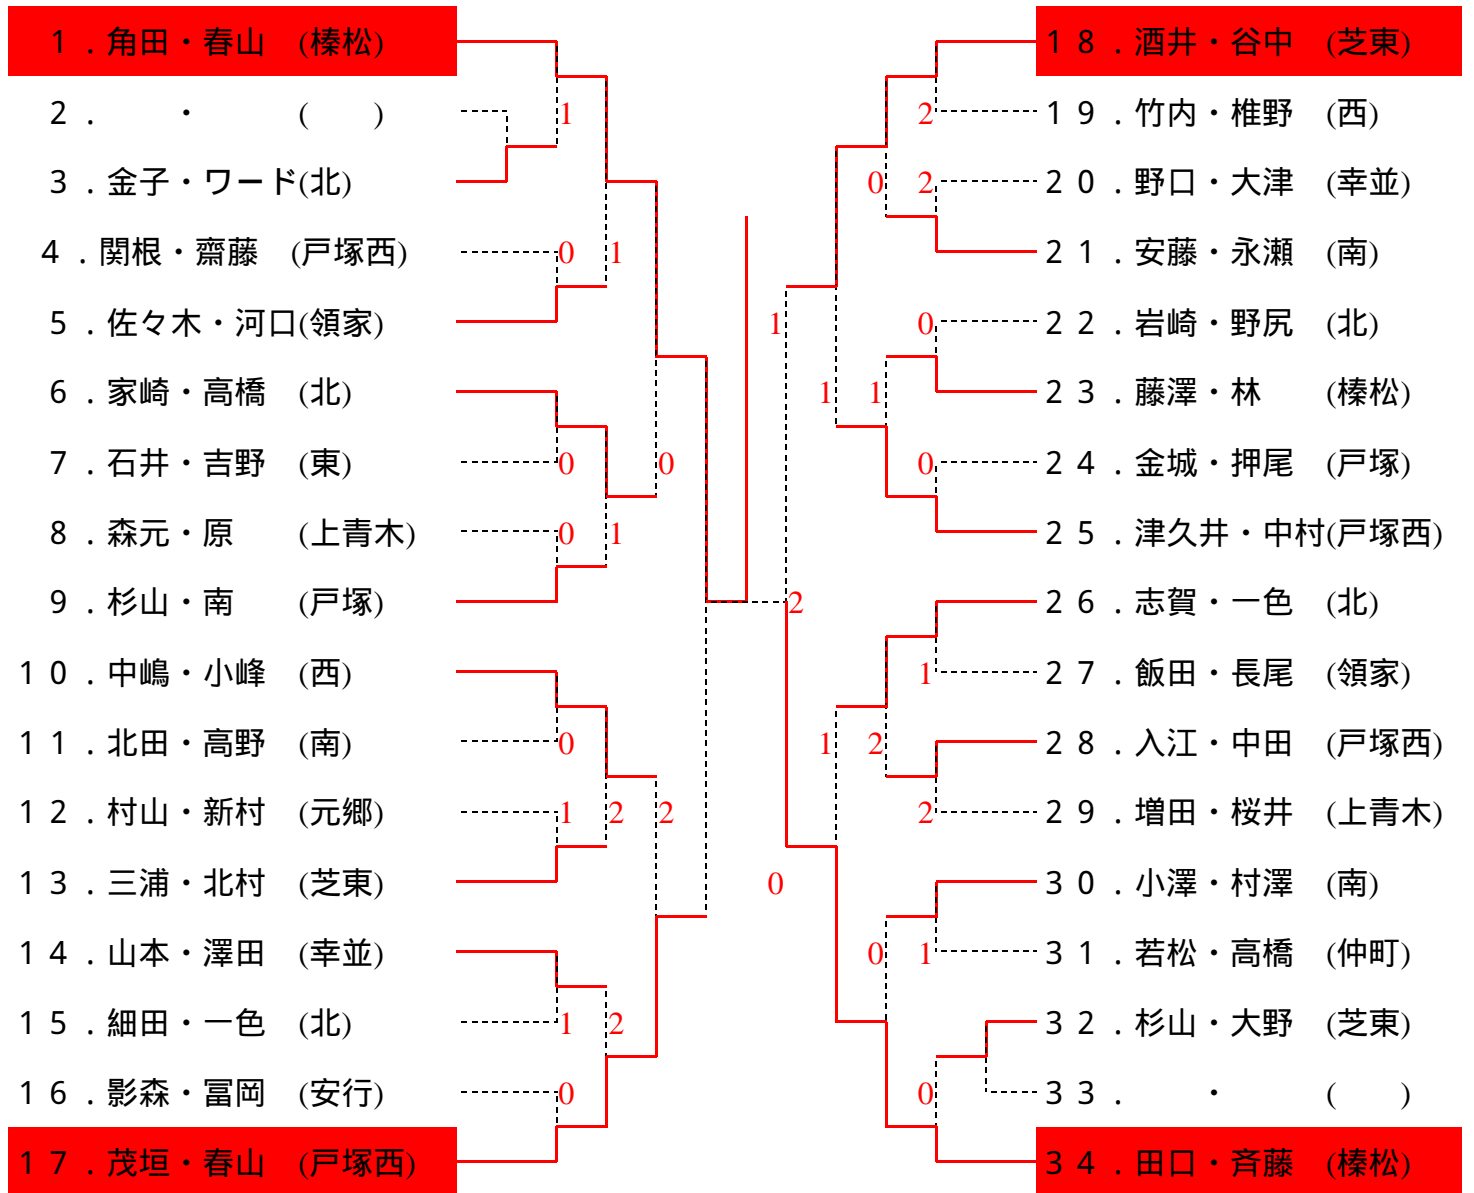 1．角田・春山 (榛松)
2． ・ ( )
3．金子・ワード(北)
4．関根・齋藤 (戸塚西)
5．佐々木・河口(領家)
6．家崎・高橋 (北)
7．石井・吉野 (東)
8．森元・原 (上青木)
9．杉山・南 (戸塚)
10．中嶋・小峰 (西)
11．北田・高野 (南)
12．村山・新村 (元郷)
13．三浦・北村 (芝東)
14．山本・澤田 (幸並)
15．細田・一色 (北)
16．影森・冨岡 (安行)
17．茂垣・春山 (戸塚西)
1
0 1
0
0 1
0
1 2 2
1 2
0
2
1
0
18．酒井・谷中 (芝東)
19．竹内・椎野 (西)
20．野口・大津 (幸並)
21．安藤・永瀬 (南)
22．岩崎・野尻 (北)
23．藤澤・林 (榛松)
24．金城・押尾 (戸塚)
25．津久井・中村(戸塚西)
26．志賀・一色 (北)
27．飯田・長尾 (領家)
28．入江・中田 (戸塚西)
29．増田・桜井 (上青木)
30．小澤・村澤 (南)
31．若松・高橋 (仲町)
32．杉山・大野 (芝東)
33． ・ ( )
34．田口・斉藤 (榛松)
2
0 2
0
1 1
0
1
1 2
2
0 1
0
0